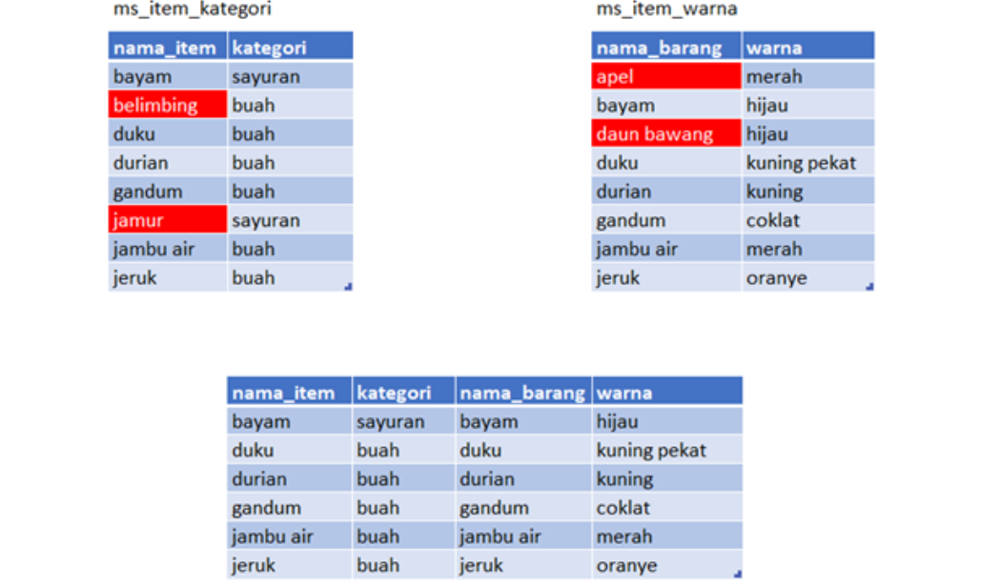 ms_item_kategori
nama_item kategori
bayam sayuran
belimbing buah
duku buah
durian buah
gandum buah
jamur sayuran
jambu air buah
jeruk buah
ms_item_warna
nama_barang warna
apel merah
bayam hijau
daun bawang hijau
duku kuning pekat
durian kuning
gandum coklat
jambu air merah
jeruk oranye
nama_item kategori nama_barang warna
bayam sayuran bayam hijau
duku buah duku kuning pekat
durian buah durian kuning
gandum buah gandum coklat
jambu air buah jambu air merah
jeruk buah jeruk oranye